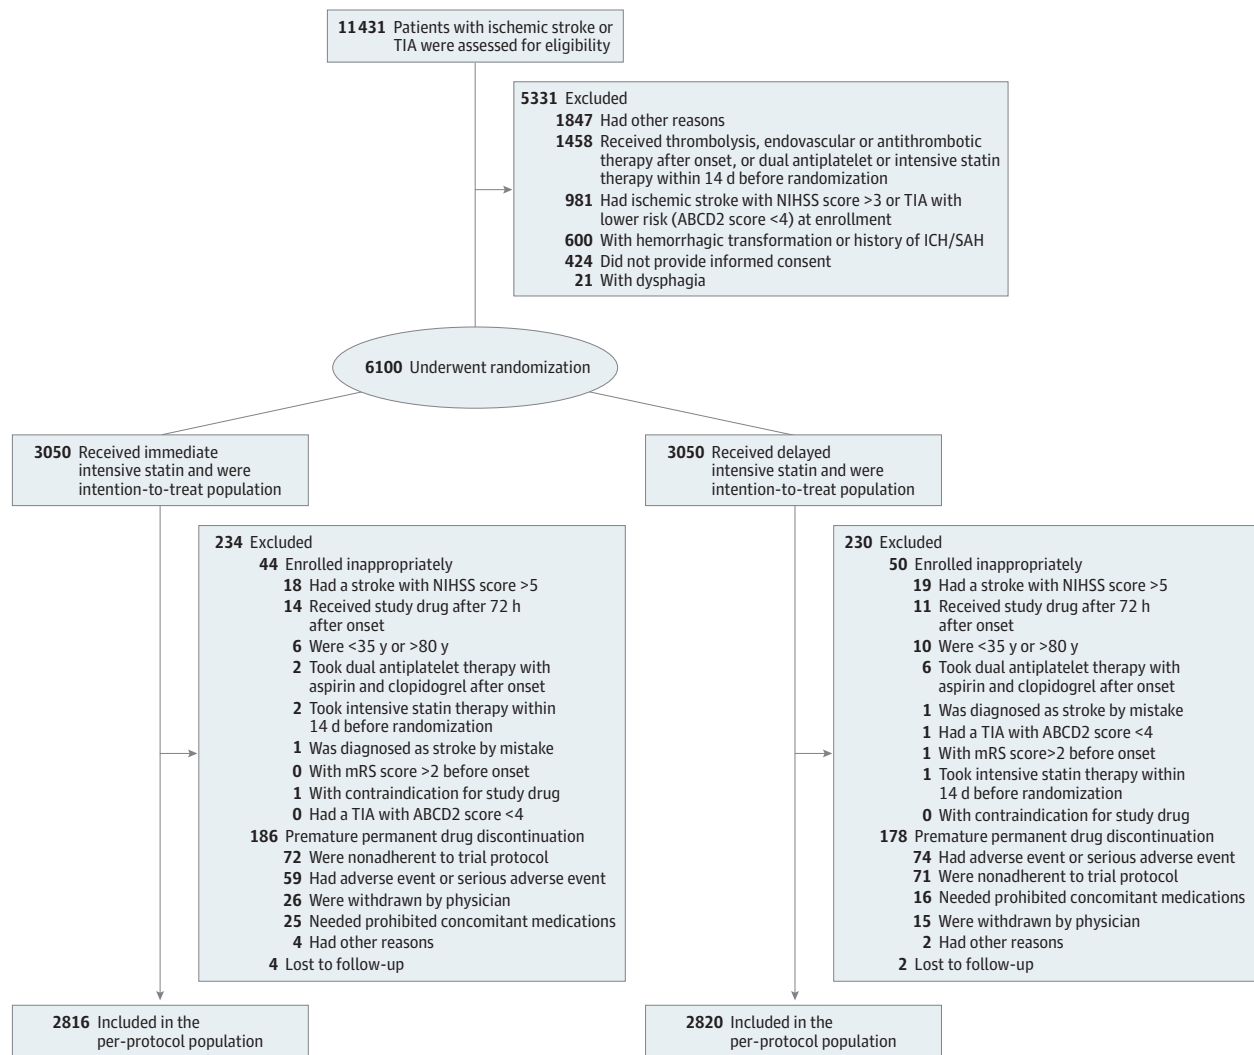 11431 Patients with ischemic stroke or
TIA were assessed for eligibility
5331 Excluded
1847 Had other reasons
1458 Received thrombolysis, endovascular or antithrombotic
therapy after onset, or dual antiplatelet or intensive statin
therapy within 14 d before randomization
981 Had ischemic stroke with NIHSS score >3 or TIA with
lower risk (ABCD2 score <4) at enrollment
600 With hemorrhagic transformation or history of ICH/SAH
424 Did not provide informed consent
21 With dysphagia
6100 Underwent randomization
3050 Received immediate
intensive statin and were
intention-to-treat population
3050 Received delayed
intensive statin and were
intention-to-treat population
234 Excluded
44 Enrolled inappropriately
18 Had a stroke with NIHSS score >5
14 Received study drug after 72 h
after onset
6 Were <35 y or >80 y
2 Took dual antiplatelet therapy with
aspirin and clopidogrel after onset
2 Took intensive statin therapy within
14 d before randomization
1 Was diagnosed as stroke by mistake
0 With mRS score >2 before onset
1 With contraindication for study drug
0 Had a TIA with ABCD2 score <4
186 Premature permanent drug discontinuation
72 Were nonadherent to trial protocol
59 Had adverse event or serious adverse event
26 Were withdrawn by physician
25 Needed prohibited concomitant medications
4 Had other reasons
4 Lost to follow-up
230 Excluded
50 Enrolled inappropriately
19 Had a stroke with NIHSS score >5
11 Received study drug after 72 h
after onset
10 Were <35 y or >80 y
6 Took dual antiplatelet therapy with
aspirin and clopidogrel after onset
1 Was diagnosed as stroke by mistake
1 Had a TIA with ABCD2 score <4
1 With mRS score>2 before onset
1 Took intensive statin therapy within
14 d before randomization
0 With contraindication for study drug
178 Premature permanent drug discontinuation
74 Had adverse event or serious adverse event
71 Were nonadherent to trial protocol
16 Needed prohibited concomitant medications
15 Were withdrawn by physician
2 Had other reasons
2 Lost to follow-up
2816 Included in the
per-protocol population
2820 Included in the
per-protocol population